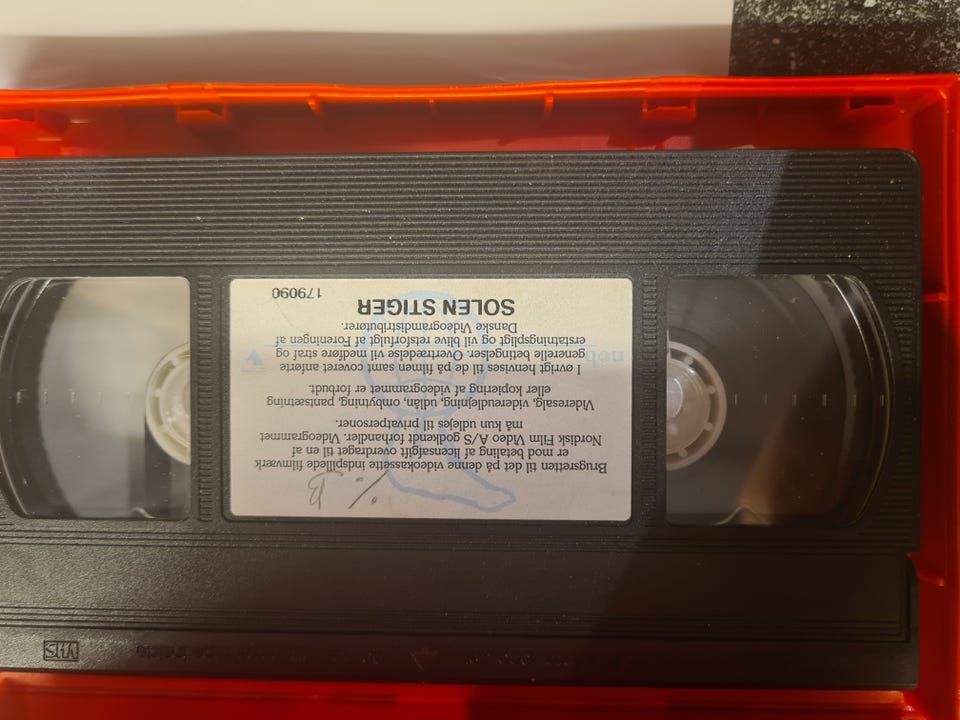 Brugsretten til det på denne videokassette indspillede filmværk
er mod betaling af licensafgift overdraget til en af
Nordisk Film Video A/S godkendt forhandler. Videogrammet
må kun udlejes til privatpersoner.
Videresalg, videreudlejning, udlån, ombytning, pantsætning
eller kopiering af videogrammet er forbudt.
I øvrigt henvises til de på filmen samt coveret anførte
generelle betingelser. Overtrædelse vil medføre straf og
erstatningspligt og vil blive retsforfulgt af Foreningen af
Danske Videogramdistributører.
SOLEN STIGER
179090
VHS